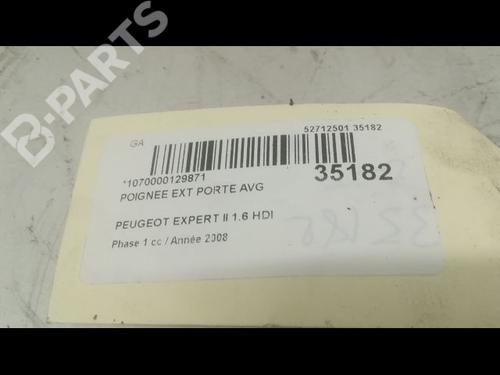 B-PARTS
GA
52712501 35182
*1070000129871
35182
POIGNEE EXT PORTE AVG
PEUGEOT EXPERT II 1.6 HDI
Phase 1 cc / Année 2008